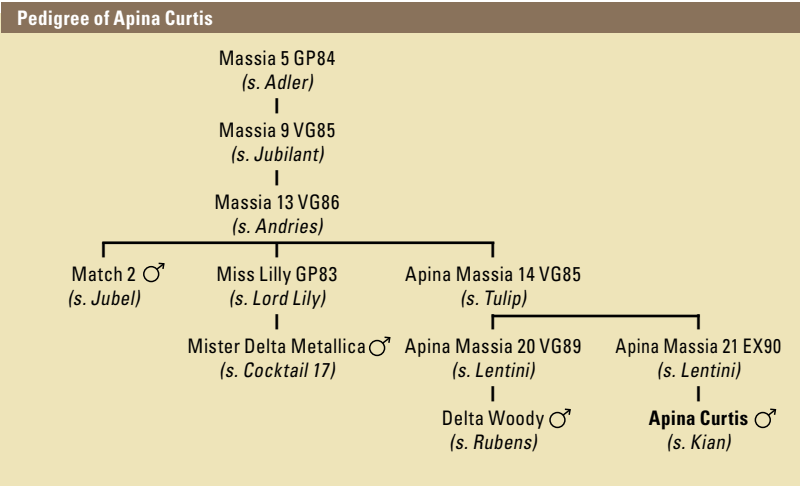 Pedigree of Apina Curtis
Massia 5 GP84
(s. Adler)
Massia 9 VG85
(s. Jubilant)
Massia 13 VG86
(s. Andries)
Match 2 ♂
(s. Jubel)
Miss Lilly GP83
(s. Lord Lily)
Apina Massia 14 VG85
(s. Tulip)
Mister Delta Metallica ♂
(s. Cocktail 17)
Apina Massia 20 VG89
(s. Lentini)
Apina Massia 21 EX90
(s. Lentini)
Delta Woody ♂
(s. Rubens)
Apina Curtis ♂
(s. Kian)